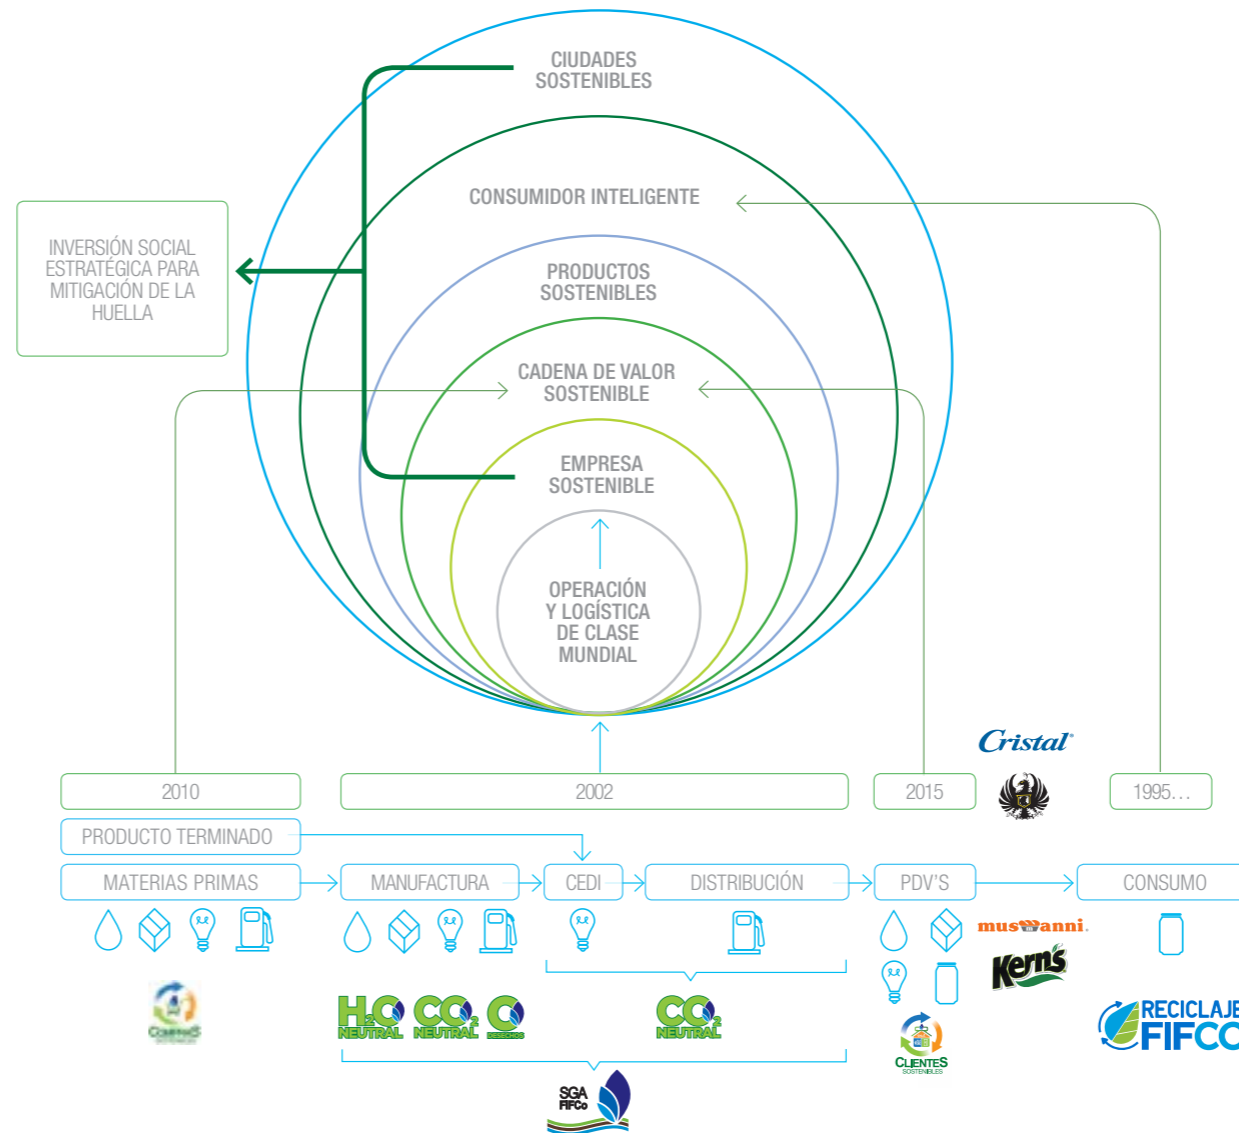 CIUDADES
SOSTENIBLES
CONSUMIDOR INTELIGENTE
INVERSIÓN SOCIAL
ESTRATÉGICA PARA
MITIGACIÓN DE LA
HUELLA
PRODUCTOS
SOSTENIBLES
CADENA DE VALOR
SOSTENIBLE
EMPRESA
SOSTENIBLE
OPERACIÓN
Y LOGÍSTICA
DE CLASE
MUNDIAL
Cristal®
2010
2002
2015
1995...
PRODUCTO TERMINADO
MATERIAS PRIMAS
MANUFACTURA
CEDI
DISTRIBUCIÓN
PDV'S
CONSUMO
musmanni
Kern's
H2O
NEUTRAL
CO2
NEUTRAL
O
DESECHOS
CO2
NEUTRAL
CLIENTES
SOSTENIBLES
RECICLAJE
FIFCO
SGA
FIFCo